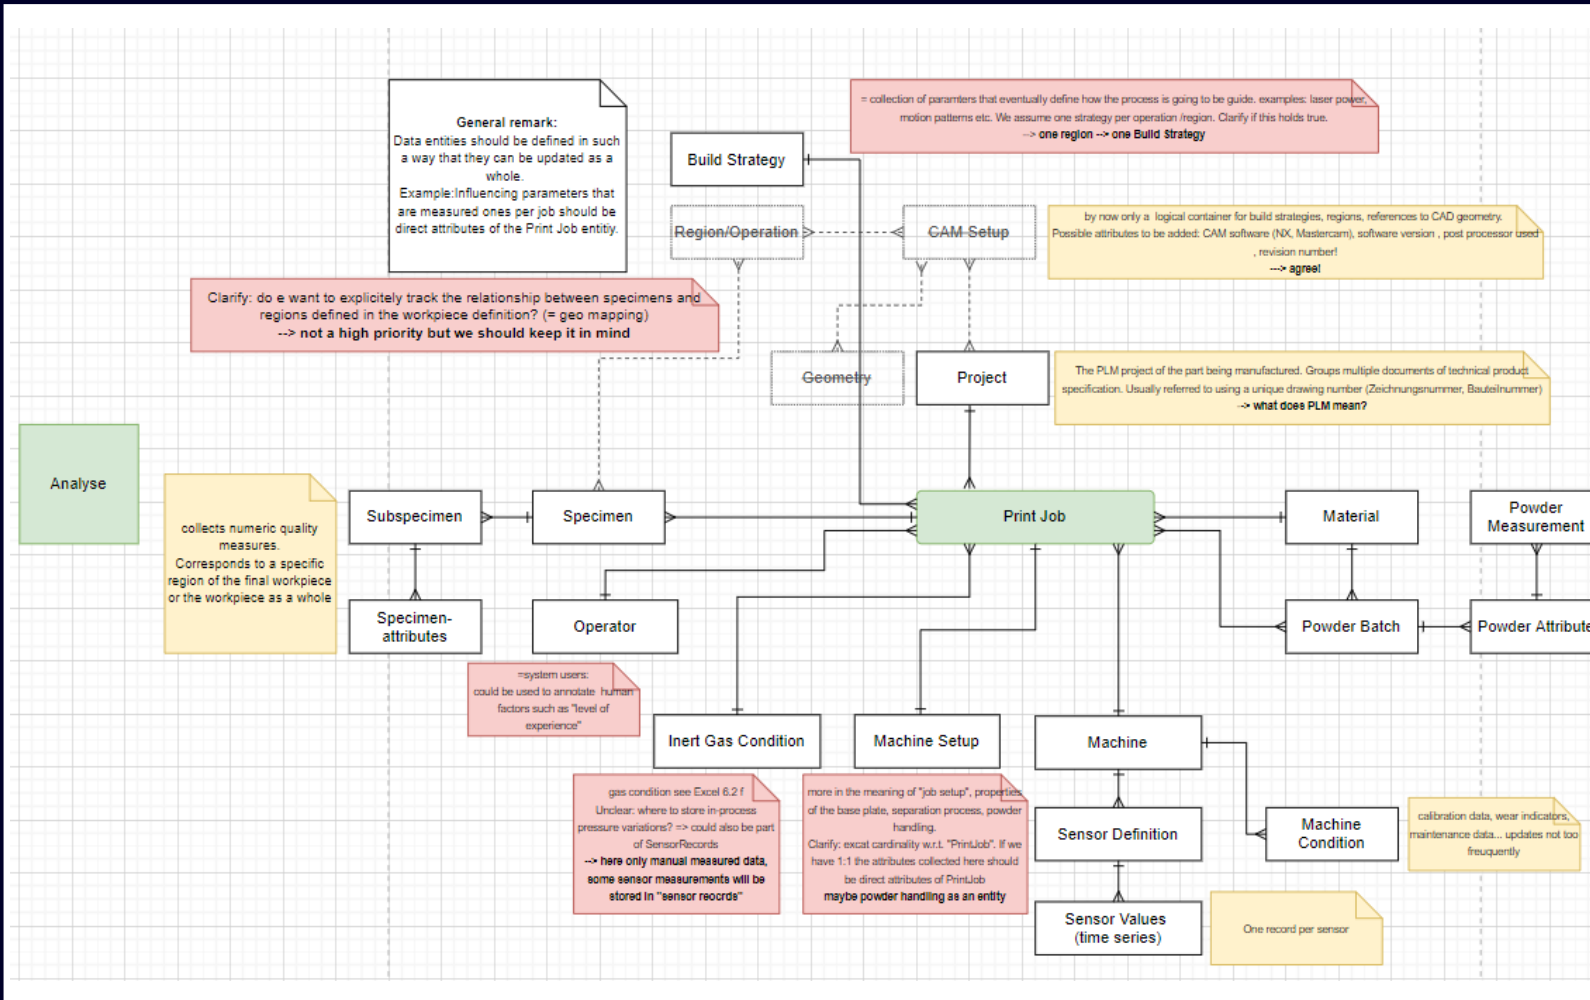 General remark:
Data entities should be defined in such
a way that they can be updated as a
whole.
Example:Influencing parameters that
are measured ones per job should be
direct attributes of the Print Job entitiy.
= collection of paramters that eventually define how the process is going to be guide. examples: laser power,
motion patterns etc. We assume one strategy per operation /region. Clarify if this holds true.
--> one region --> one Build Strategy
Build Strategy
Region/Operation
CAM Setup
by now only a logical container for build strategies, regions, references to CAD geometry.
Possible attributes to be added: CAM software (NX, Mastercam), software version , post processor used
, revision number!
---> agree!
Clarify: do e want to explicitely track the relationship between specimens and
regions defined in the workpiece definition? (= geo mapping)
--> not a high priority but we should keep it in mind
Geometry
Project
The PLM project of the part being manufactured. Groups multiple documents of technical product
specification. Usually referred to using a unique drawing number (Zeichnungsnummer, Bauteilnummer)
--> what does PLM mean?
Analyse
collects numeric quality
measures.
Corresponds to a specific
region of the final workpiece
or the workpiece as a whole
Subspecimen
Specimen
Print Job
Material
Powder
Measurement
Specimen-
attributes
Operator
Powder Batch
Powder Attribute
=system users:
could be used to annotate human
factors such as "level of
experience"
Inert Gas Condition
Machine Setup
Machine
gas condition see Excel 6.2 f
Unclear: where to store in-process
pressure variations? => could also be part
of SensorRecords
--> here only manual measured data,
some sensor measurements will be
stored in "sensor reocrds"
more in the meaning of "job setup", properties
of the base plate, separation process, powder
handling.
Clarify: excat cardinality w.r.t. "PrintJob". If we
have 1:1 the attributes collected here should
be direct attributes of PrintJob
maybe powder handling as an entity
Sensor Definition
Machine
Condition
calibration data, wear indicators,
maintenance data... updates not too
freuquently
Sensor Values
(time series)
One record per sensor